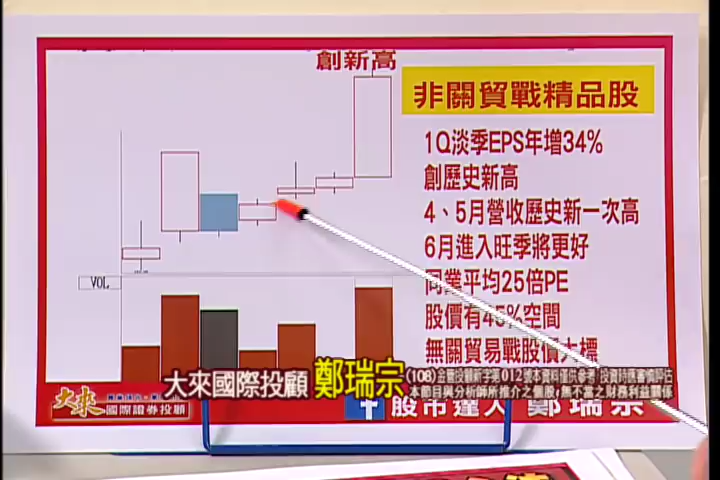 創新高
非關貿戰精品股
1Q淡季EPS年增34%
創歷史新高
4、5月營收歷史新一次高
6月進入旺季將更好
同業平均25倍PE
股價有45%空間
無關貿易戰股價大標
VOL
大來國際投顧 鄭瑞宗
(108)金管投顧新字第012號本資料僅供參考,投資時應審慎評估
本節目與分析師所推介之個股,無不當之財務利益關係
大來
國際證券投顧
股市達人 鄭瑞宗